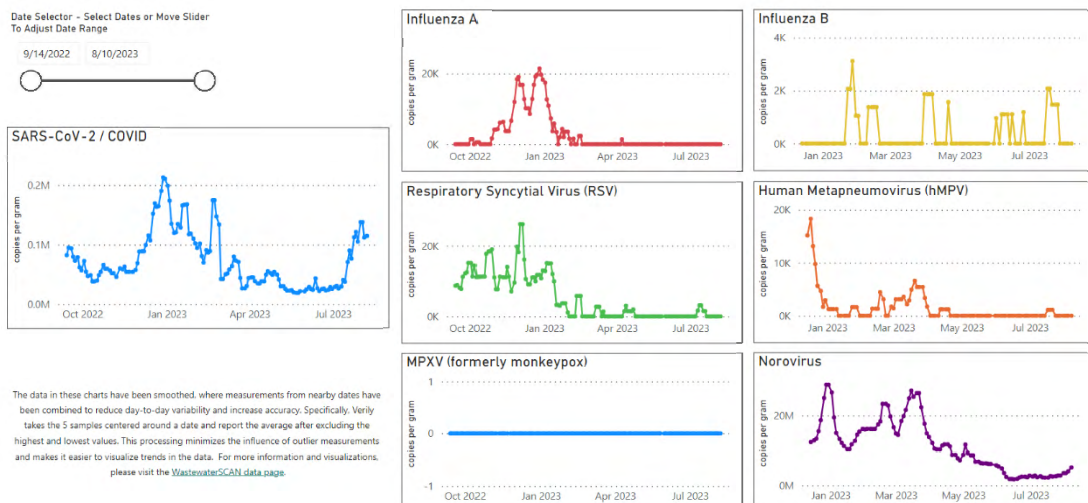 Date Selector - Select Dates or Move Slider
To Adjust Date Range
9/14/2022 8/10/2023
SARS-CoV-2 / COVID
copies per gram
0.2M
0.1M
0.0M
Oct 2022 Jan 2023 Apr 2023 Jul 2023
The data in these charts have been smoothed, where measurements from nearby dates have
been combined to reduce day-to-day variability and increase accuracy. Specifically, Verily
takes the 5 samples centered around a date and report the average after excluding the
highest and lowest values. This processing minimizes the influence of outlier measurements
and makes it easier to visualize trends in the data. For more information and visualizations,
please visit the WastewaterSCAN data page.
Influenza A
copies per gram
20K
0K
Oct 2022 Jan 2023 Apr 2023 Jul 2023
Influenza B
copies per gram
4K
2K
0K
Jan 2023 Mar 2023 May 2023 Jul 2023
Respiratory Syncytial Virus (RSV)
copies per gram
20K
0K
Oct 2022 Jan 2023 Apr 2023 Jul 2023
Human Metapneumovirus (hMPV)
copies per gram
20K
10K
0K
Jan 2023 Mar 2023 May 2023 Jul 2023
MPXV (formerly monkeypox)
copies per gram
1
0
-1
Oct 2022 Jan 2023 Apr 2023 Jul 2023
Norovirus
copies per gram
20M
0M
Jan 2023 Mar 2023 May 2023 Jul 2023